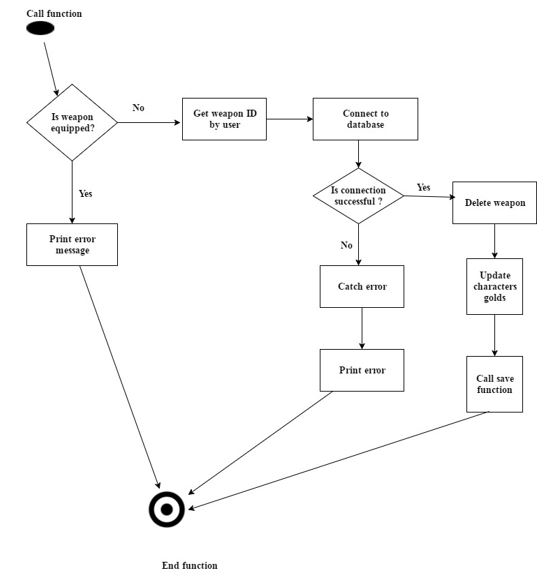 Call function
Is weapon
equipped?
No
Get weapon ID
by user
Connect to
database
Yes
Print error
message
Is connection
successful ?
Yes
Delete weapon
No
Catch error
Update
characters
golds
Print error
Call save
function
End function